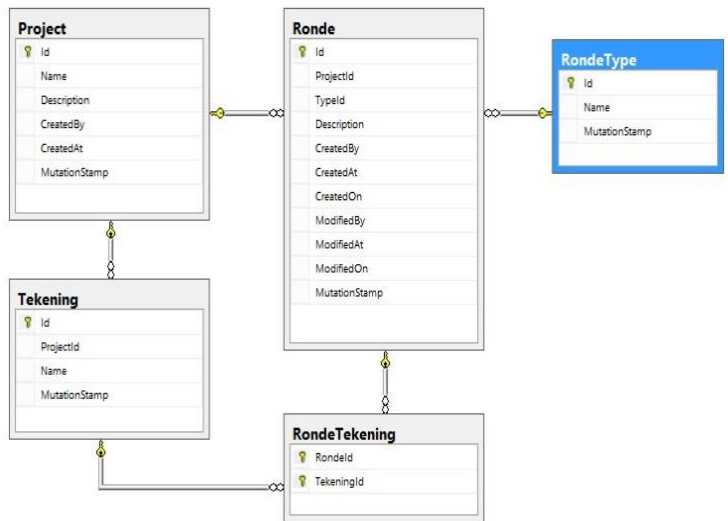 Project
Id
Name
Description
CreatedBy
CreatedAt
MutationStamp
Ronde
Id
ProjectId
TypeId
Description
CreatedBy
CreatedAt
CreatedOn
ModifiedBy
ModifiedAt
ModifiedOn
MutationStamp
RondeType
Id
Name
MutationStamp
Tekening
Id
ProjectId
Name
MutationStamp
RondeTekening
RondeId
TekeningId